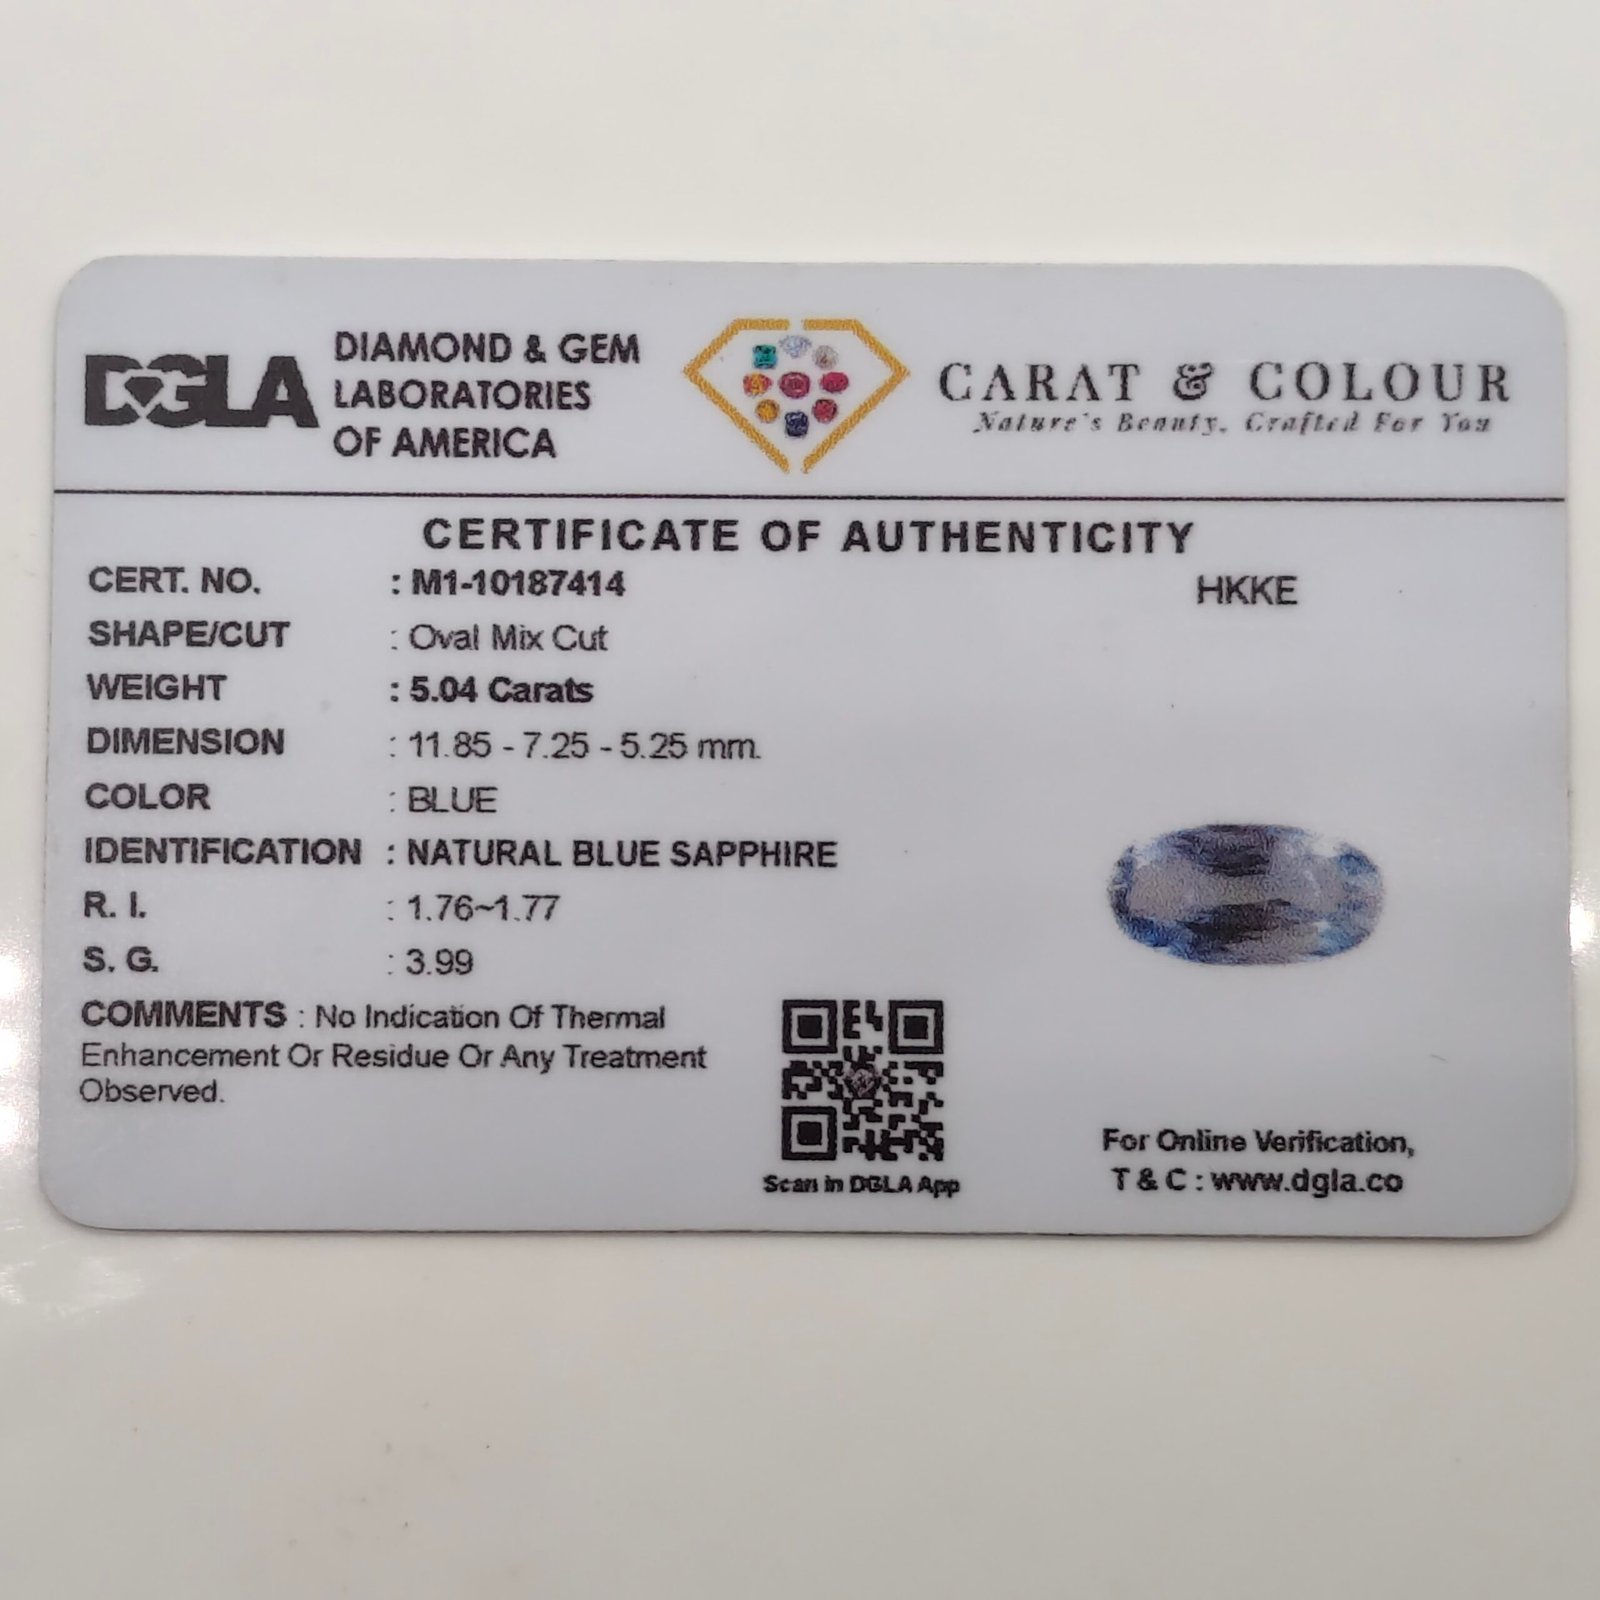 DGLA
DIAMOND & GEM
LABORATORIES
OF AMERICA
CARAT & COLOUR
Nature's Beauty, Crafted For You
CERTIFICATE OF AUTHENTICITY
CERT. NO. : M1-10187414
HKKE
SHAPE/CUT : Oval Mix Cut
WEIGHT : 5.04 Carats
DIMENSION : 11.85 - 7.25 - 5.25 mm.
COLOR : BLUE
IDENTIFICATION : NATURAL BLUE SAPPHIRE
R. I. : 1.76~1.77
S. G. : 3.99
COMMENTS : No Indication Of Thermal
Enhancement Or Residue Or Any Treatment
Observed.
Scan in DGLA App
For Online Verification,
T & C : www.dgla.co